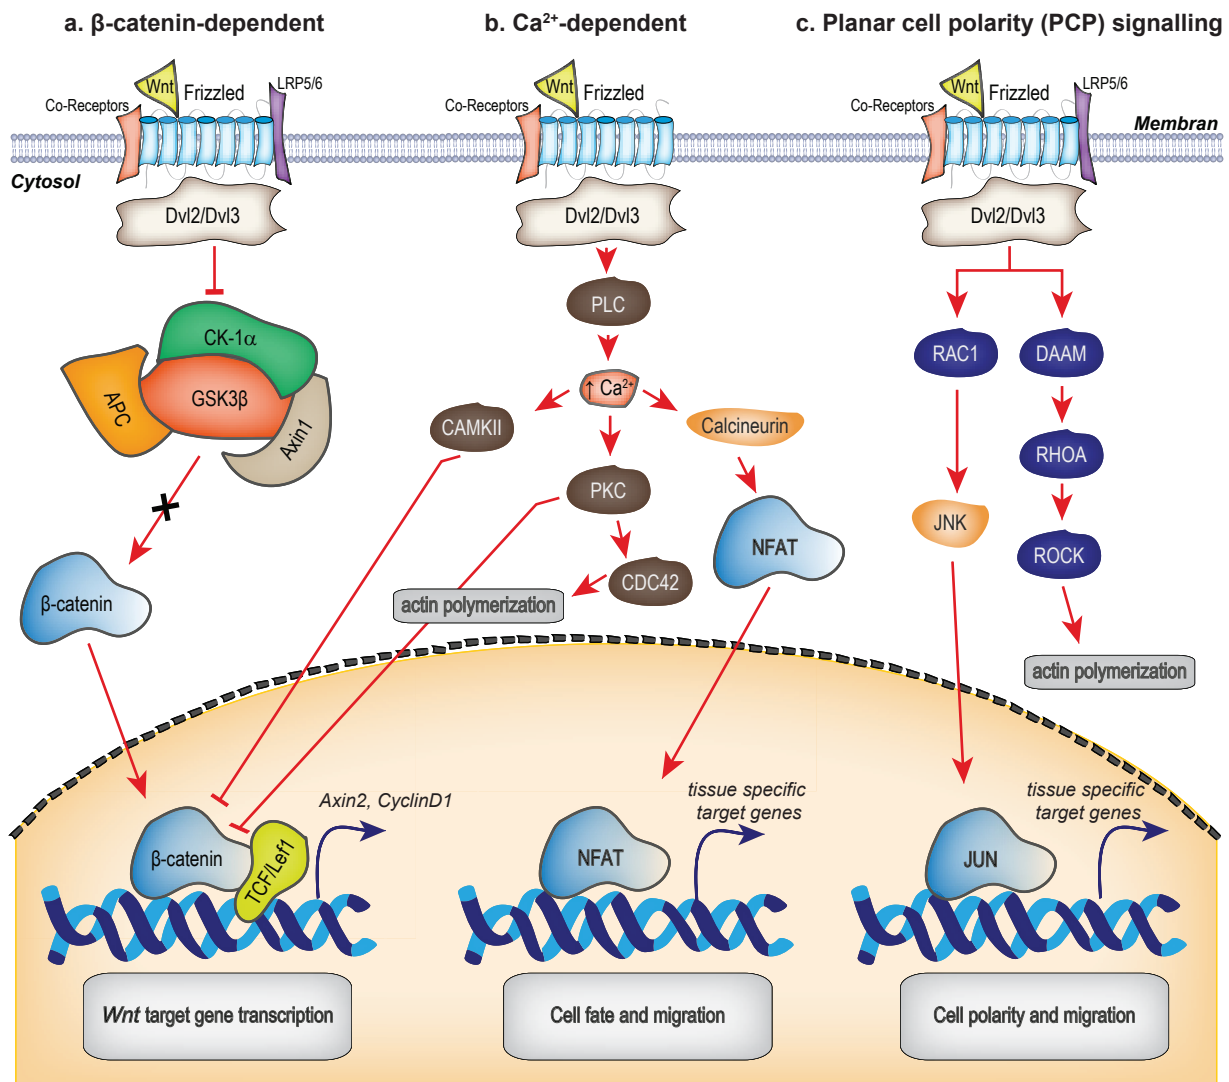 a. β-catenin-dependent
b. Ca²⁺-dependent
c. Planar cell polarity (PCP) signalling
Wnt
Frizzled
LRP5/6
Co-Receptors
Wnt
Frizzled
Co-Receptors
Wnt
Frizzled
LRP5/6
Co-Receptors
Membran
Cytosol
Dvl2/Dvl3
Dvl2/Dvl3
Dvl2/Dvl3
CK-1α
GSK3β
APC
Axin1
β-catenin
PLC
↑ Ca²⁺
CAMKII
Calcineurin
PKC
NFAT
CDC42
actin polymerization
RAC1
DAAM
RHOA
JNK
ROCK
actin polymerization
Axin2, CyclinD1
β-catenin
TCF/Lef1
tissue specific
target genes
NFAT
tissue specific
target genes
JUN
Wnt target gene transcription
Cell fate and migration
Cell polarity and migration